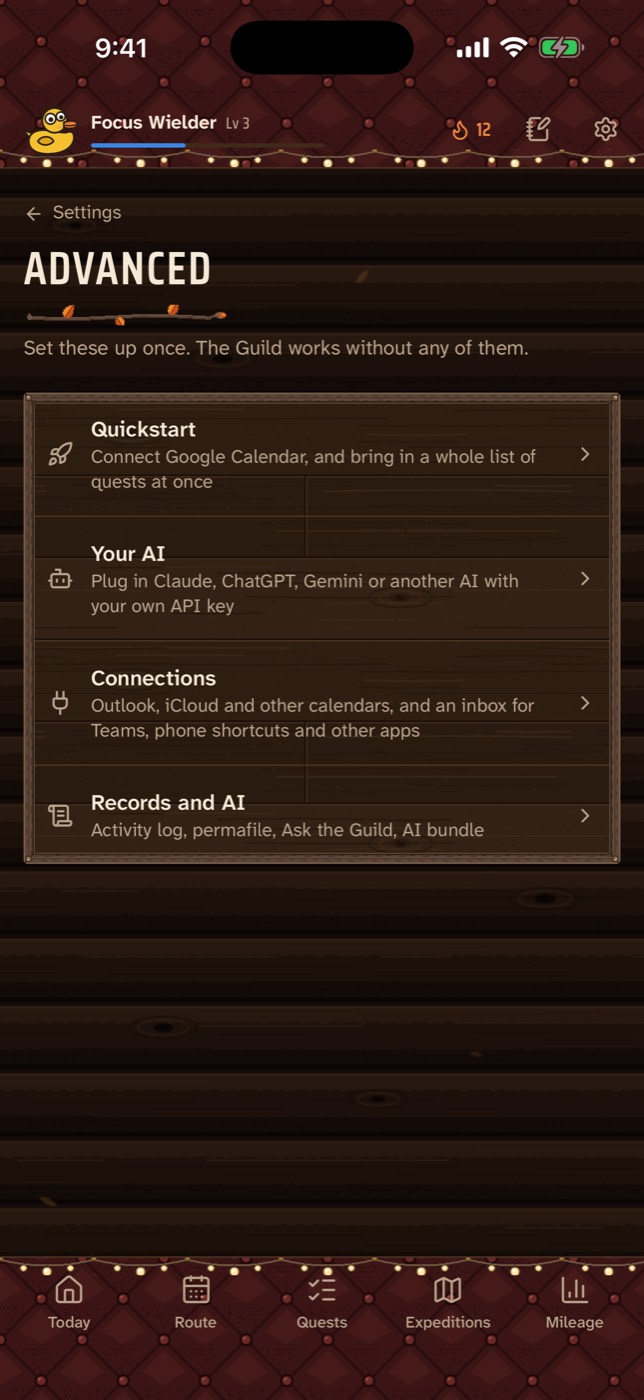 9:41
Focus Wielder Lv 3
12
Settings
ADVANCED
Set these up once. The Guild works without any of them.
Quickstart
Connect Google Calendar, and bring in a whole list of
quests at once
Your AI
Plug in Claude, ChatGPT, Gemini or another AI with
your own API key
Connections
Outlook, iCloud and other calendars, and an inbox for
Teams, phone shortcuts and other apps
Records and AI
Activity log, permafile, Ask the Guild, AI bundle
Today
Route
Quests
Expeditions
Mileage